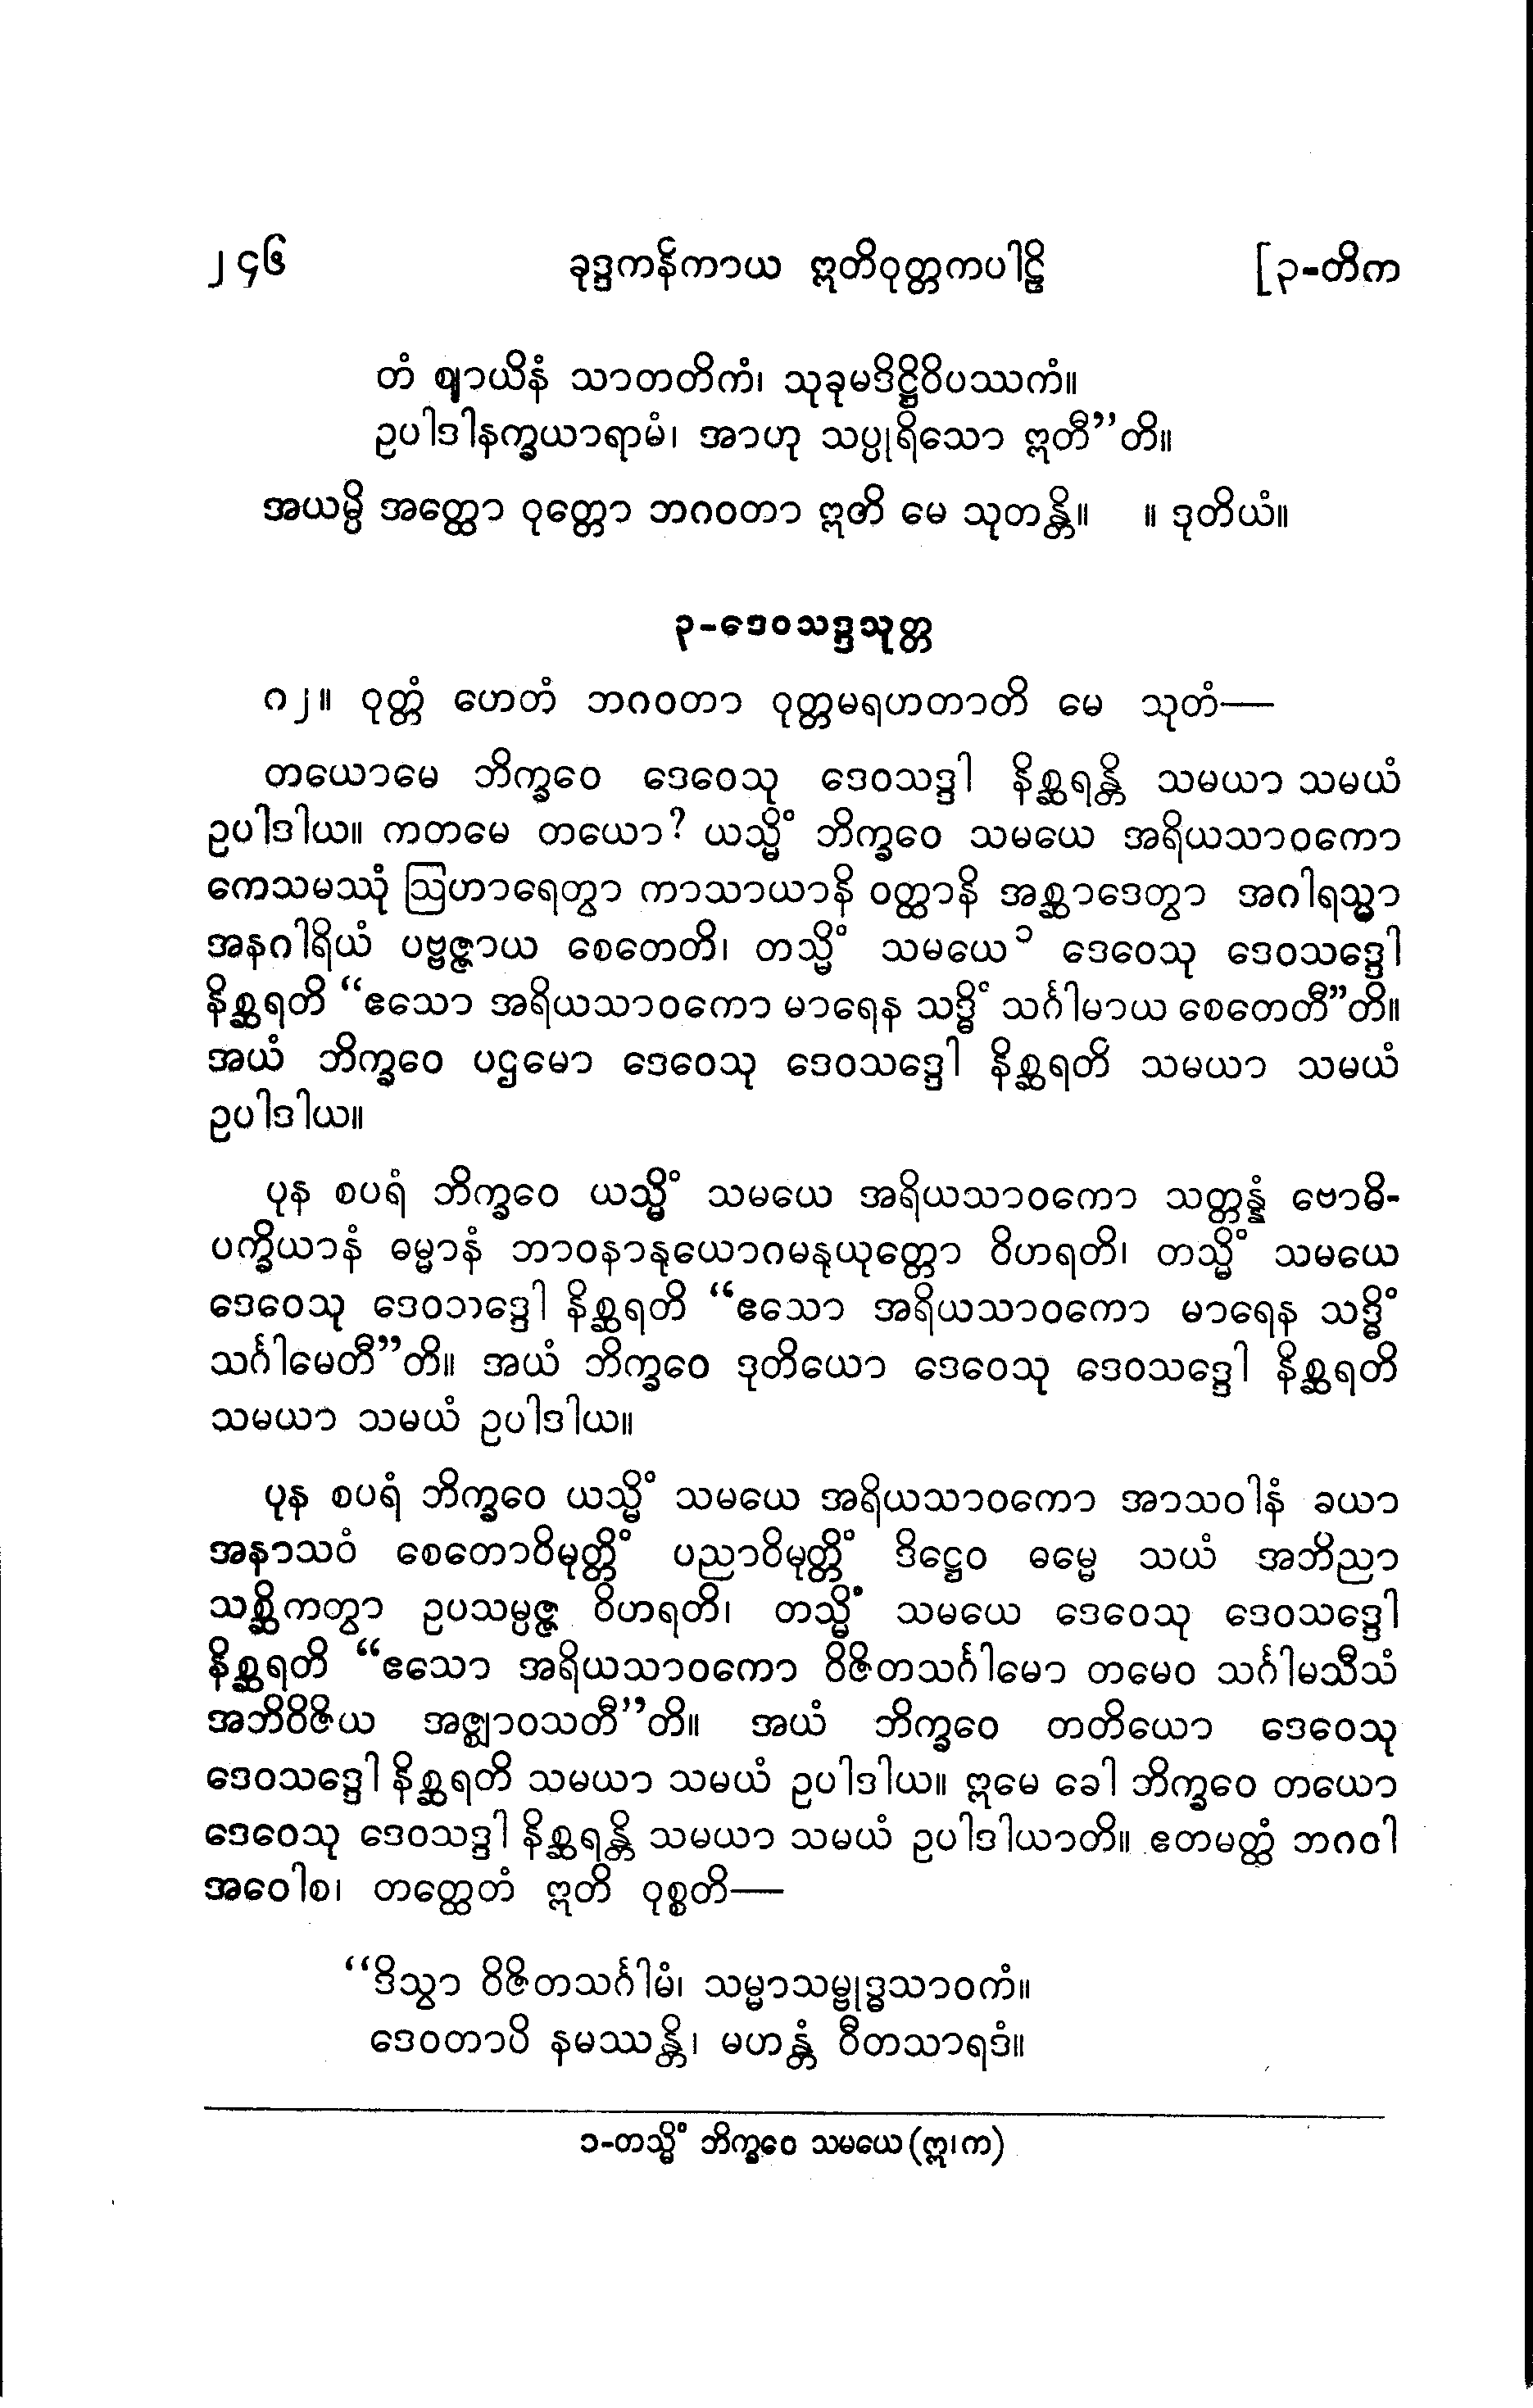 ၂၄၆ ခုဒ္ဒကနိကာယ ဣတိဝုတ္တကပါဠိ [၃-တိက
တံ ဈာယိနံ သာတတိကံ၊ သုခုမဒိဋ္ဌိဝိပဿကံ။
ဥပါဒါနက္ခယာရာမံ၊ အာဟု သပ္ပုရိသော ဣတီ”တိ။
အယမ္ပိ အတ္ထော ဝုတ္တော ဘဂဝတာ ဣတိ မေ သုတန္တိ။ ။ ဒုတိယံ။
၃-ဒေဝသဒ္ဒသုတ္တ
၈၂။ ဝုတ္တံ ဟေတံ ဘဂဝတာ ဝုတ္တမရဟတာတိ မေ သုတံ—
တယောမေ ဘိက္ခဝေ ဒေဝေသု ဒေဝသဒ္ဒါ နိစ္ဆရန္တိ သမယာ သမယံ
ဥပါဒါယ။ ကတမေ တယော? ယသ္မိံ ဘိက္ခဝေ သမယေ အရိယသာဝကော
ကေသမဿုံ ဩဟာရေတွာ ကာသာယာနိ ဝတ္ထာနိ အစ္ဆာဒေတွာ အဂါရသ္မာ
အနဂါရိယံ ပဗ္ဗဇ္ဇာယ စေတေတိ၊ တသ္မိံ သမယေ ၁ ဒေဝေသု ဒေဝသဒ္ဒေါ
နိစ္ဆရတိ “ဧသော အရိယသာဝကော မာရေန သဒ္ဓိံ သင်္ဂါမာယ စေတေတီ”တိ။
အယံ ဘိက္ခဝေ ပဌမော ဒေဝေသု ဒေဝသဒ္ဒေါ နိစ္ဆရတိ သမယာ သမယံ
ဥပါဒါယ။
ပုန စပရံ ဘိက္ခဝေ ယသ္မိံ သမယေ အရိယသာဝကော သတ္တန္နံ ဗောဓိ-
ပက္ခိယာနံ ဓမ္မာနံ ဘာဝနာနုယောဂမနုယုတ္တော ဝိဟရတိ၊ တသ္မိံ သမယေ
ဒေဝေသု ဒေဝသဒ္ဒေါ နိစ္ဆရတိ “ဧသော အရိယသာဝကော မာရေန သဒ္ဓိံ
သင်္ဂါမေတီ”တိ။ အယံ ဘိက္ခဝေ ဒုတိယော ဒေဝေသု ဒေဝသဒ္ဒေါ နိစ္ဆရတိ
သမယာ သမယံ ဥပါဒါယ။
ပုန စပရံ ဘိက္ခဝေ ယသ္မိံ သမယေ အရိယသာဝကော အာသဝါနံ ခယာ
အနာသဝံ စေတောဝိမုတ္တိံ ပညာဝိမုတ္တိံ ဒိဋ္ဌေဝ ဓမ္မေ သယံ အဘိညာ
သစ္ဆိကတွာ ဥပသမ္ပဇ္ဇ ဝိဟရတိ၊ တသ္မိံ သမယေ ဒေဝေသု ဒေဝသဒ္ဒေါ
နိစ္ဆရတိ “ဧသော အရိယသာဝကော ဝိဇိတသင်္ဂါမော တမေဝ သင်္ဂါမသီသံ
အဘိဝိဇိယ အဇ္ဈာဝသတီ”တိ။ အယံ ဘိက္ခဝေ တတိယော ဒေဝေသု
ဒေဝသဒ္ဒေါ နိစ္ဆရတိ သမယာ သမယံ ဥပါဒါယ။ ဣမေ ခေါ ဘိက္ခဝေ တယော
ဒေဝေသု ဒေဝသဒ္ဒါ နိစ္ဆရန္တိ သမယာ သမယံ ဥပါဒါယာတိ။ ဧတမတ္ထံ ဘဂဝါ
အဝေါစ၊ တတ္ထေတံ ဣတိ ဝုစ္စတိ—
“ဒိသွာ ဝိဇိတသင်္ဂါမံ၊ သမ္မာသမ္ဗုဒ္ဓသာဝကံ။
ဒေဝတာပိ နမဿန္တိ၊ မဟန္တံ ဝီတသာရဒံ။
၁-တသ္မိံ ဘိက္ခဝေ သမယေ (ဣ၊က)